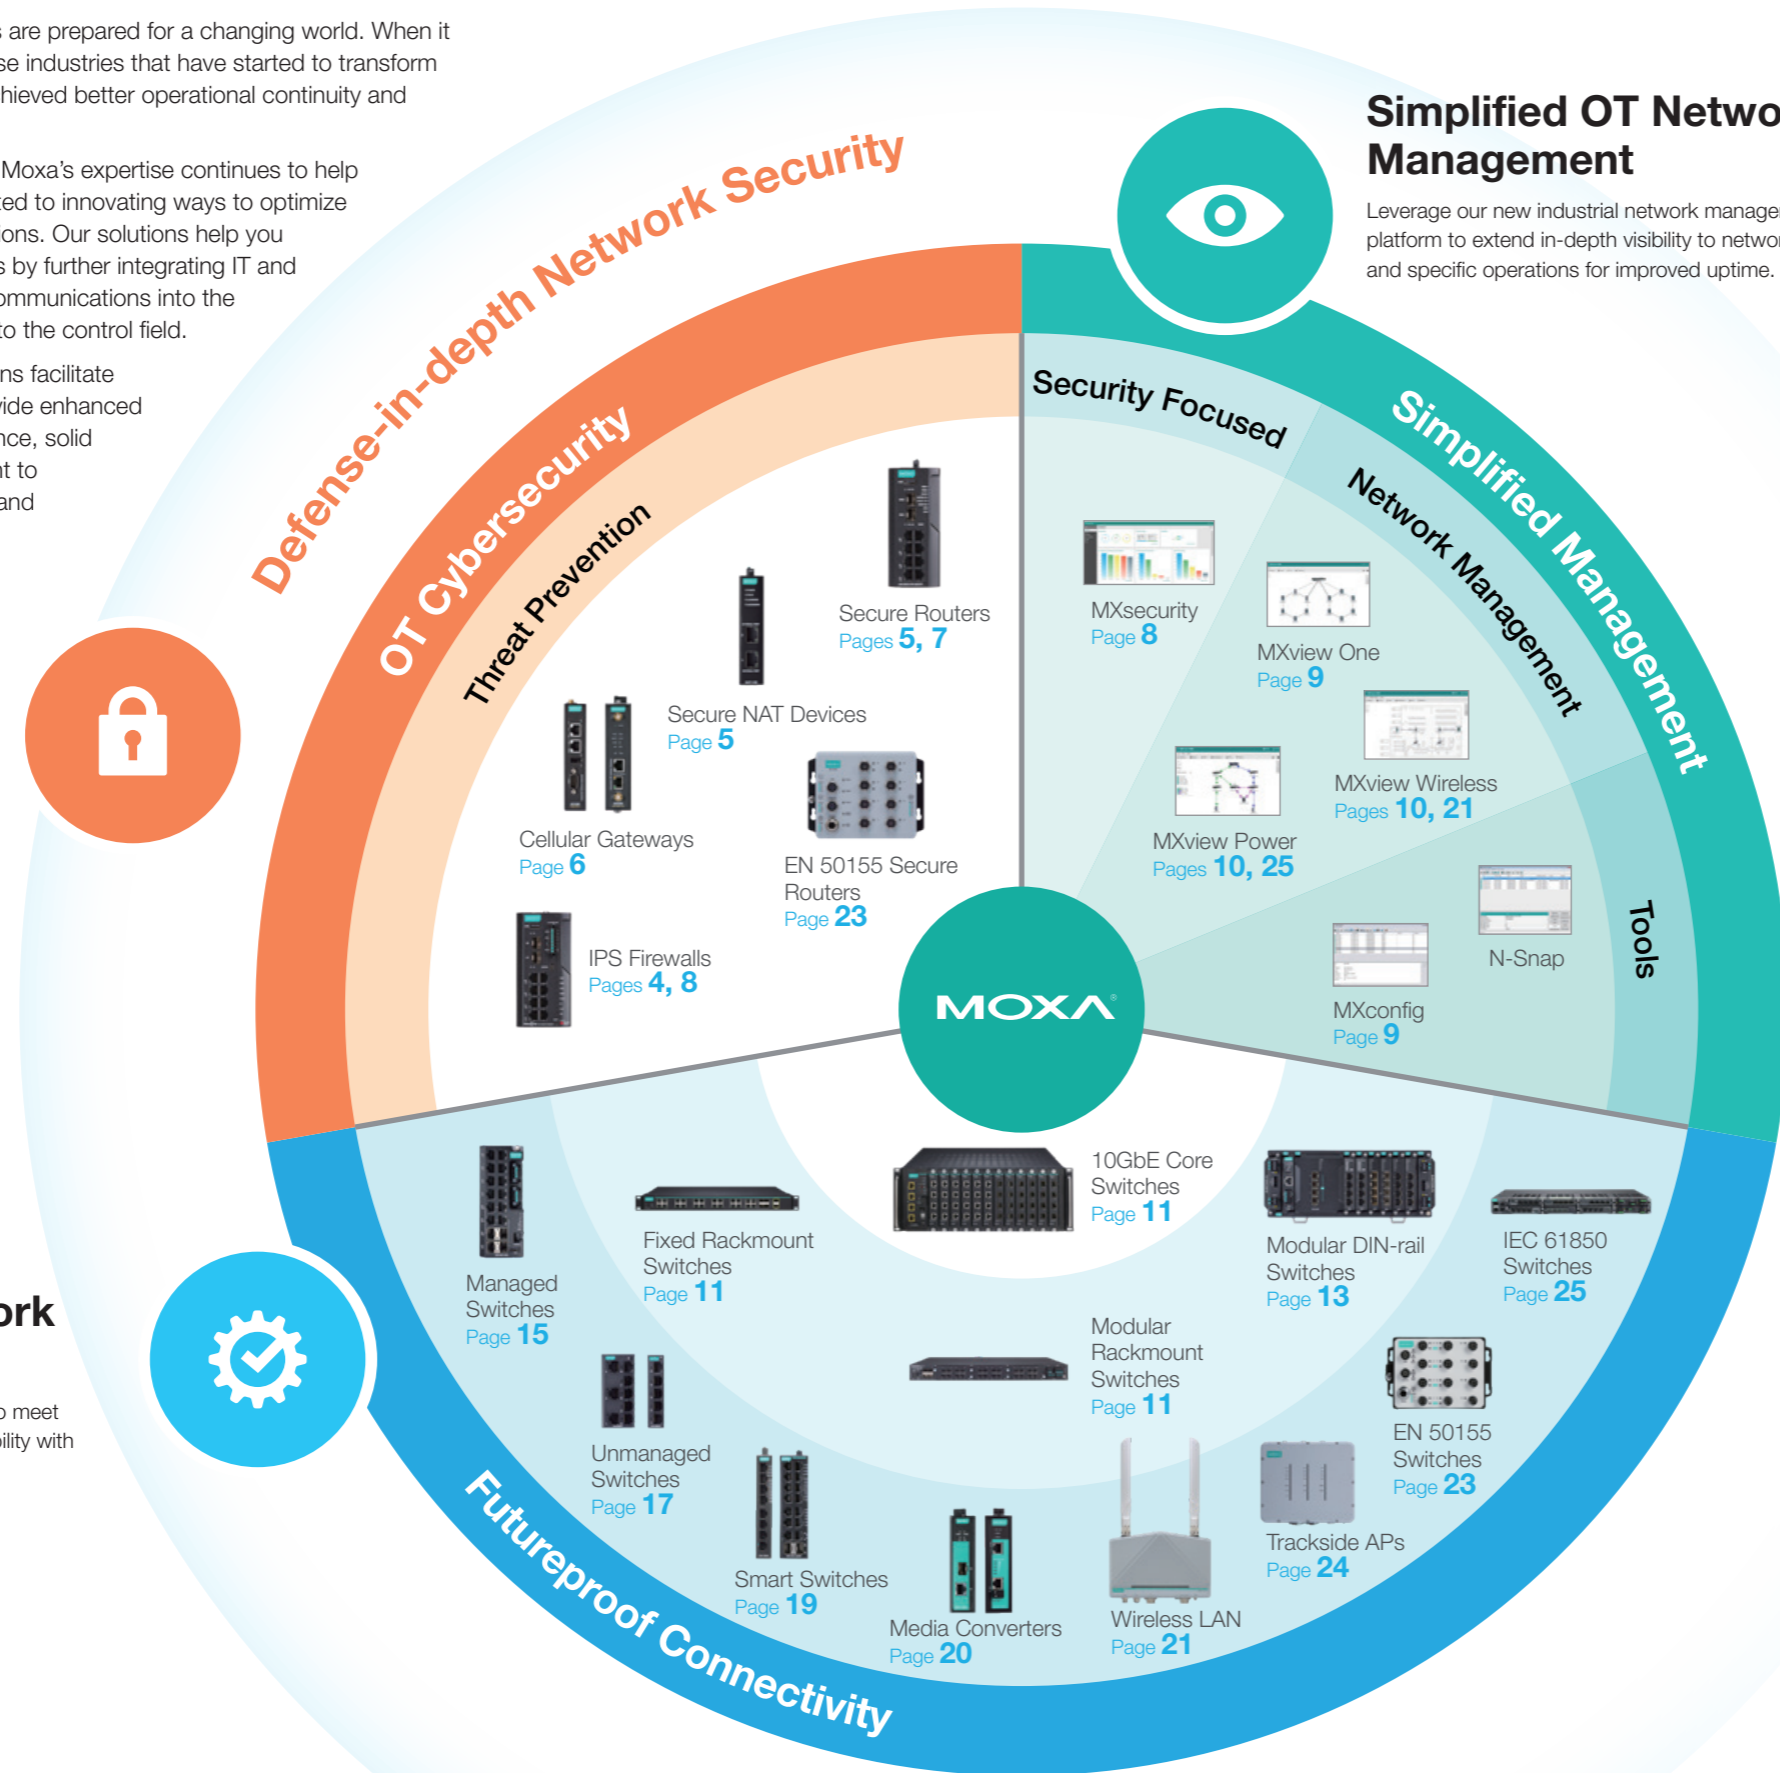 s are prepared for a changing world. When it
se industries that have started to transform
chieved better operational continuity and
Moxa's expertise continues to help
ted to innovating ways to optimize
ions. Our solutions help you
s by further integrating IT and
ommunications into the
to the control field.
ns facilitate
vide enhanced
nce, solid
nt to
and
Simplified OT Netwo
Management
Leverage our new industrial network manager
platform to extend in-depth visibility to networ
and specific operations for improved uptime.
Defense-in-depth Network Security
OT Cybersecurity
Threat Prevention
Secure Routers
Pages 5, 7
Secure NAT Devices
Page 5
Cellular Gateways
Page 6
EN 50155 Secure
Routers
Page 23
IPS Firewalls
Pages 4, 8
Simplified Management
Security Focused
MXsecurity
Page 8
Network Management
MXview One
Page 9
MXview Wireless
Pages 10, 21
MXview Power
Pages 10, 25
Tools
N-Snap
MXconfig
Page 9
MOXA®
10GbE Core
Switches
Page 11
Modular DIN-rail
Switches
Page 13
IEC 61850
Switches
Page 25
Fixed Rackmount
Switches
Page 11
Managed
Switches
Page 15
Modular
Rackmount
Switches
Page 11
EN 50155
Switches
Page 23
Unmanaged
Switches
Page 17
Trackside APs
Page 24
Smart Switches
Page 19
Wireless LAN
Page 21
Media Converters
Page 20
Futureproof Connectivity
ork
o meet
bility with